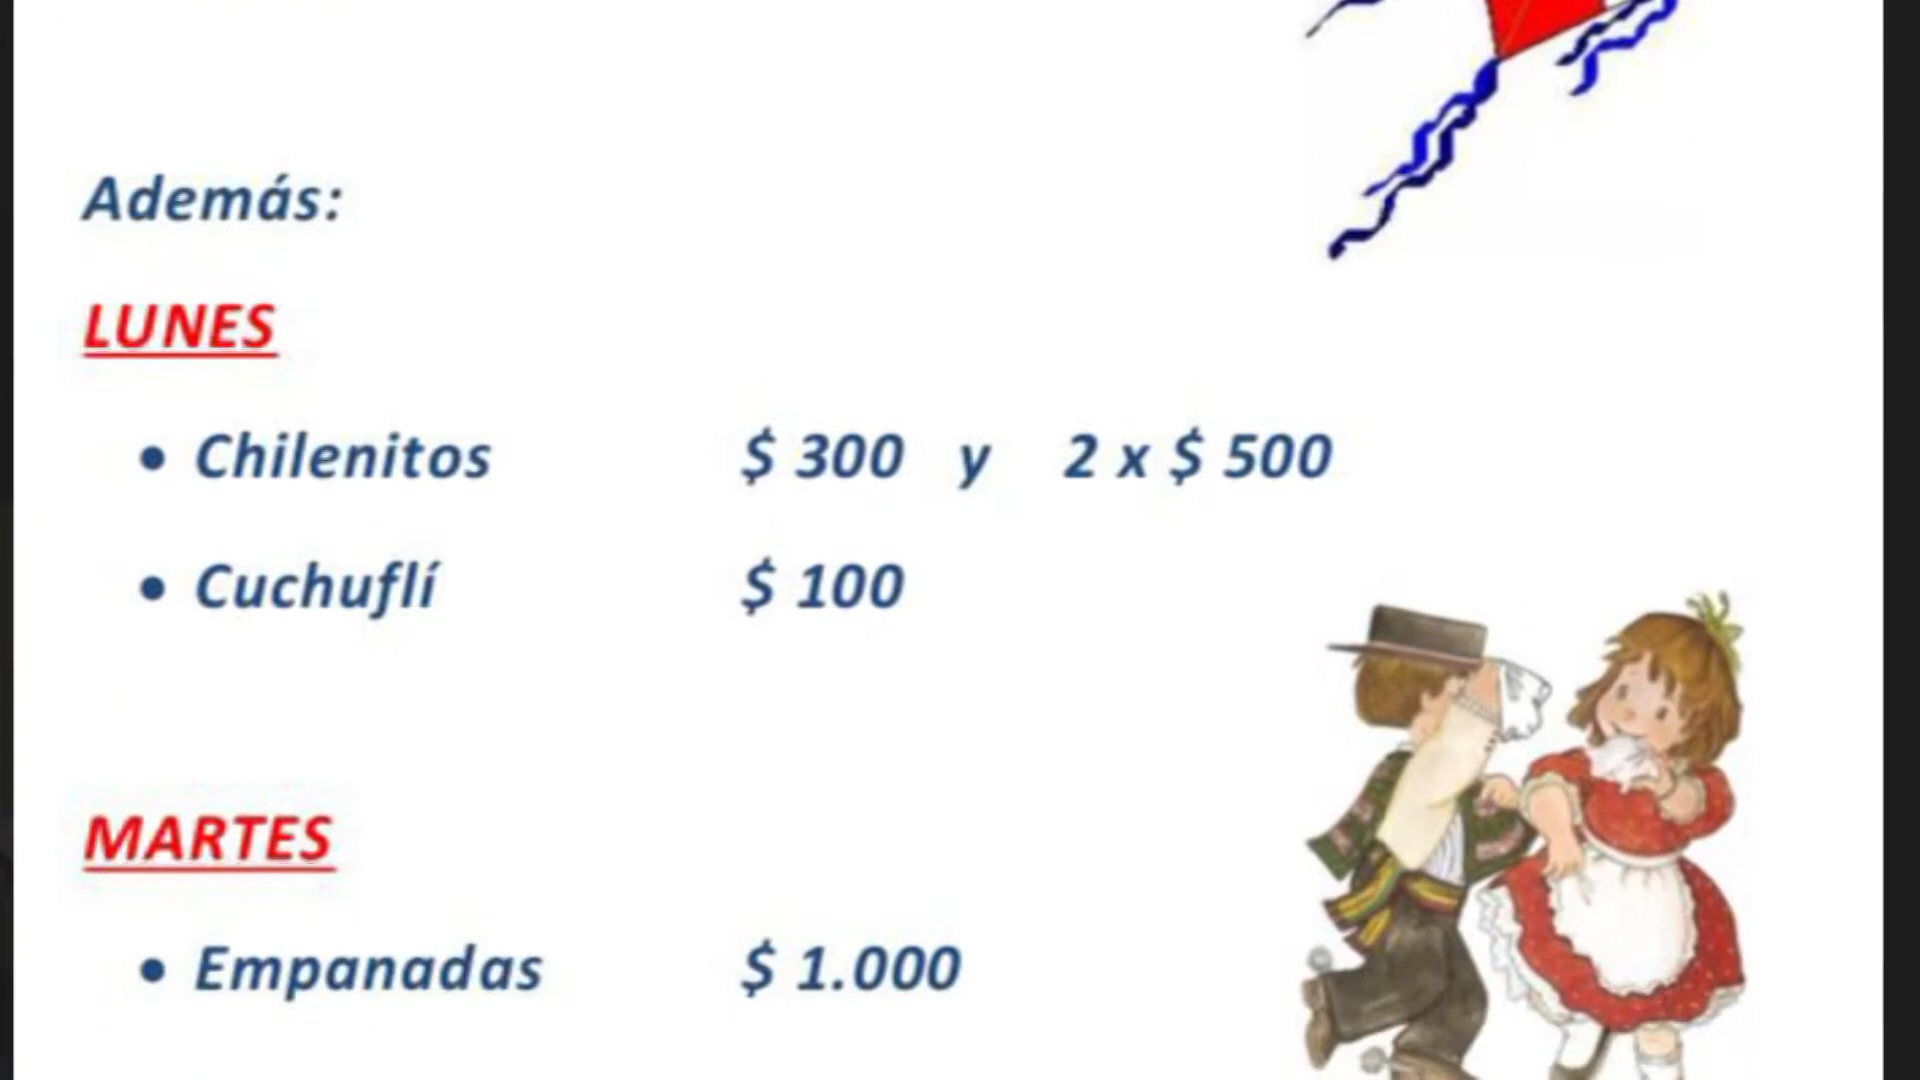 Además:
LUNES
• Chilenitos $ 300 y 2 x $ 500
• Cuchuflí $ 100
MARTES
• Empanadas $ 1.000